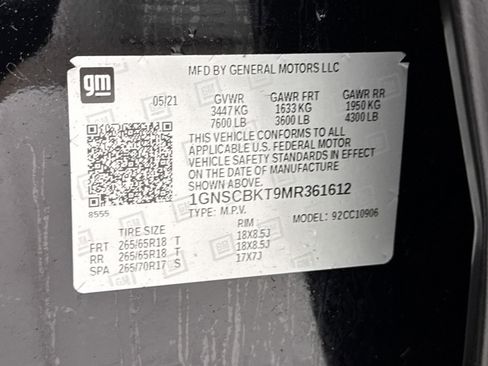 gm
MFD BY GENERAL MOTORS LLC
05/21 GVWR GAWR FRT GAWR RR
3447 KG 1633 KG 1950 KG
7600 LB 3600 LB 4300 LB
THIS VEHICLE CONFORMS TO ALL
APPLICABLE U.S. FEDERAL MOTOR
VEHICLE SAFETY STANDARDS IN EFFECT
ON THE DATE OF MANUFACTURE
SHOWN ABOVE.
8555
1GNSCBKT9MR361612
TYPE: M.P.V. MODEL: 92CC10906
TIRE SIZE RIM
FRT 265/65R18 T 18X8.5J
RR 265/65R18 T 18X8.5J
SPA 265/70R17 S 17X7J